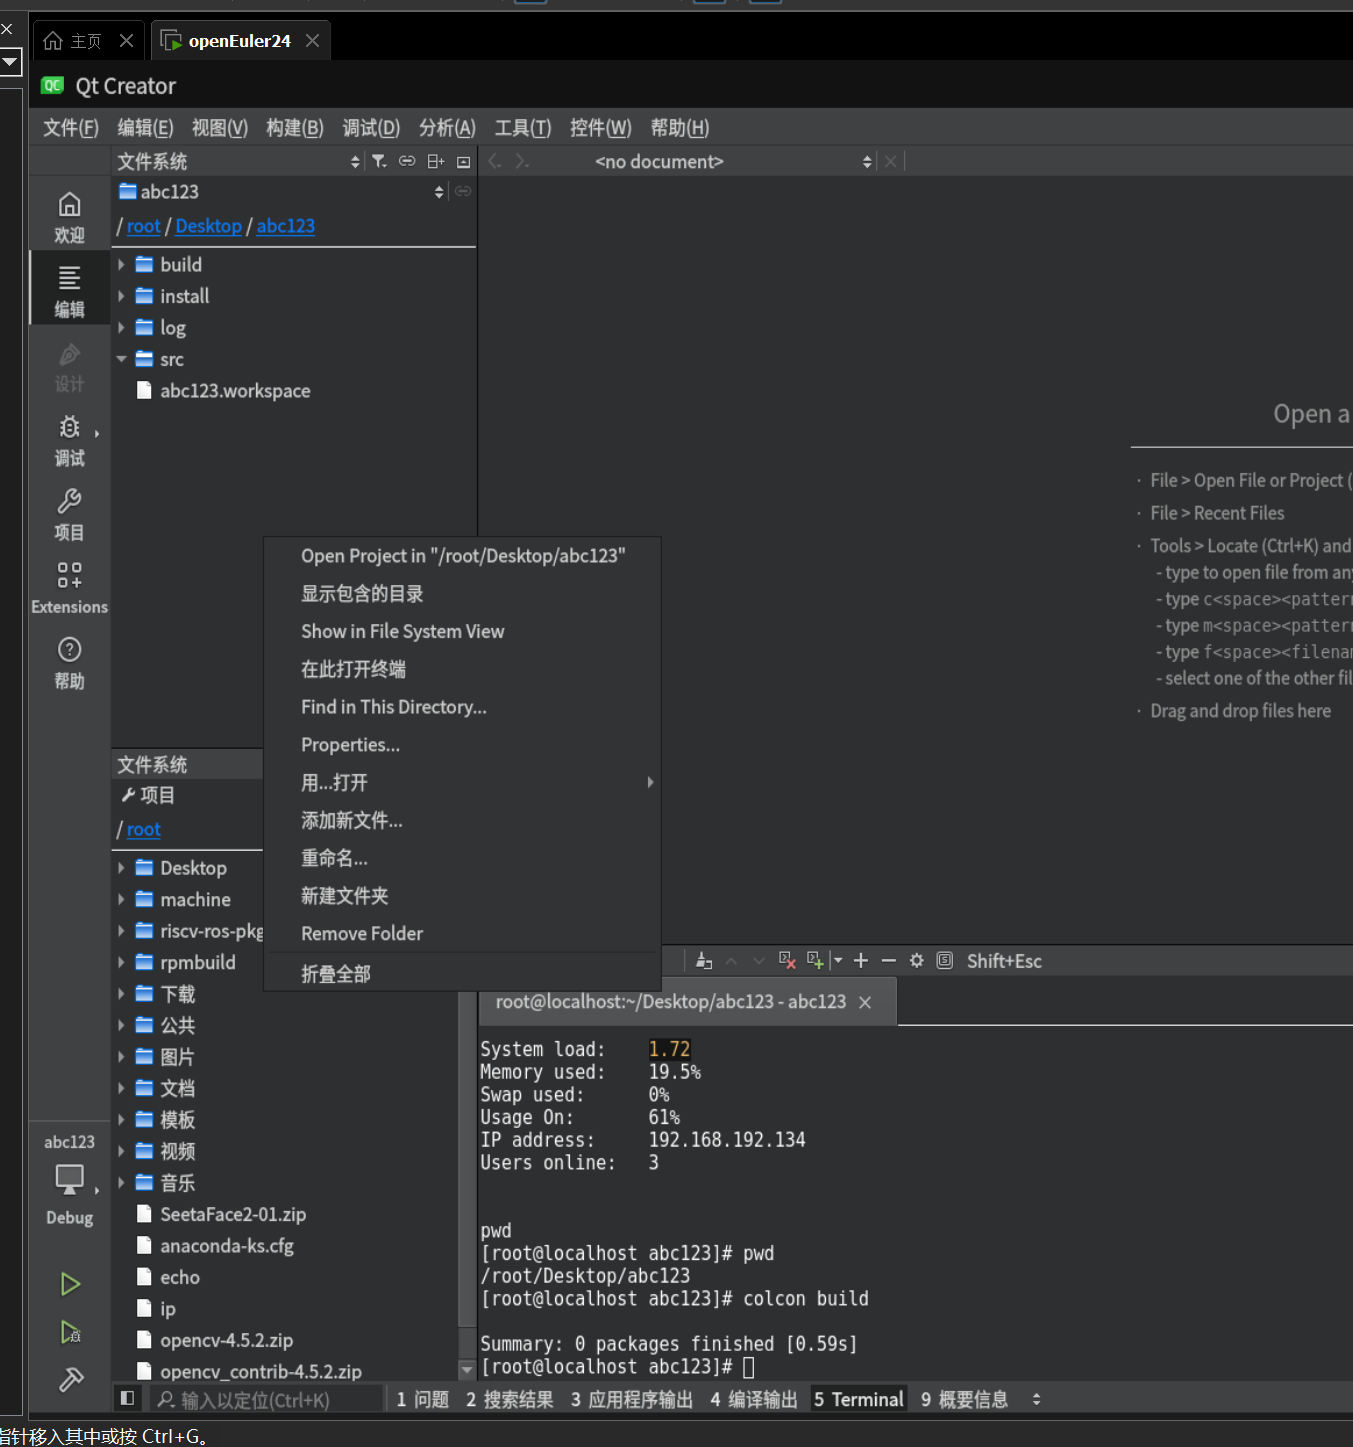 主页
openEuler24
QC Qt Creator
文件(F) 编辑(E) 视图(V) 构建(B) 调试(D) 分析(A) 工具(T) 控件(W) 帮助(H)
文件系统
<no document>
abc123
/ root / Desktop / abc123
build
install
log
src
abc123.workspace
欢迎
编辑
设计
调试
项目
Extensions
帮助
Open a
· File > Open File or Project (
· File > Recent Files
· Tools > Locate (Ctrl+K) and
- type to open file from any
- type c<space><pattern
- type m<space><pattern
- type f<space><filenam
- select one of the other fil
· Drag and drop files here
Open Project in "/root/Desktop/abc123"
显示包含的目录
Show in File System View
在此打开终端
Find in This Directory...
Properties...
用...打开
添加新文件...
重命名...
新建文件夹
Remove Folder
折叠全部
文件系统
项目
/ root
Desktop
machine
riscv-ros-pkg
rpmbuild
下载
公共
图片
文档
模板
视频
音乐
SeetaFace2-01.zip
anaconda-ks.cfg
echo
ip
opencv-4.5.2.zip
opencv_contrib-4.5.2.zip
abc123
Debug
Shift+Esc
root@localhost:~/Desktop/abc123 - abc123
System load: 1.72
Memory used: 19.5%
Swap used: 0%
Usage On: 61%
IP address: 192.168.192.134
Users online: 3
pwd
[root@localhost abc123]# pwd
/root/Desktop/abc123
[root@localhost abc123]# colcon build
Summary: 0 packages finished [0.59s]
[root@localhost abc123]#
输入以定位(Ctrl+K) 1 问题 2 搜索结果 3 应用程序输出 4 编译输出 5 Terminal 9 概要信息
指针移入其中或按 Ctrl+G。